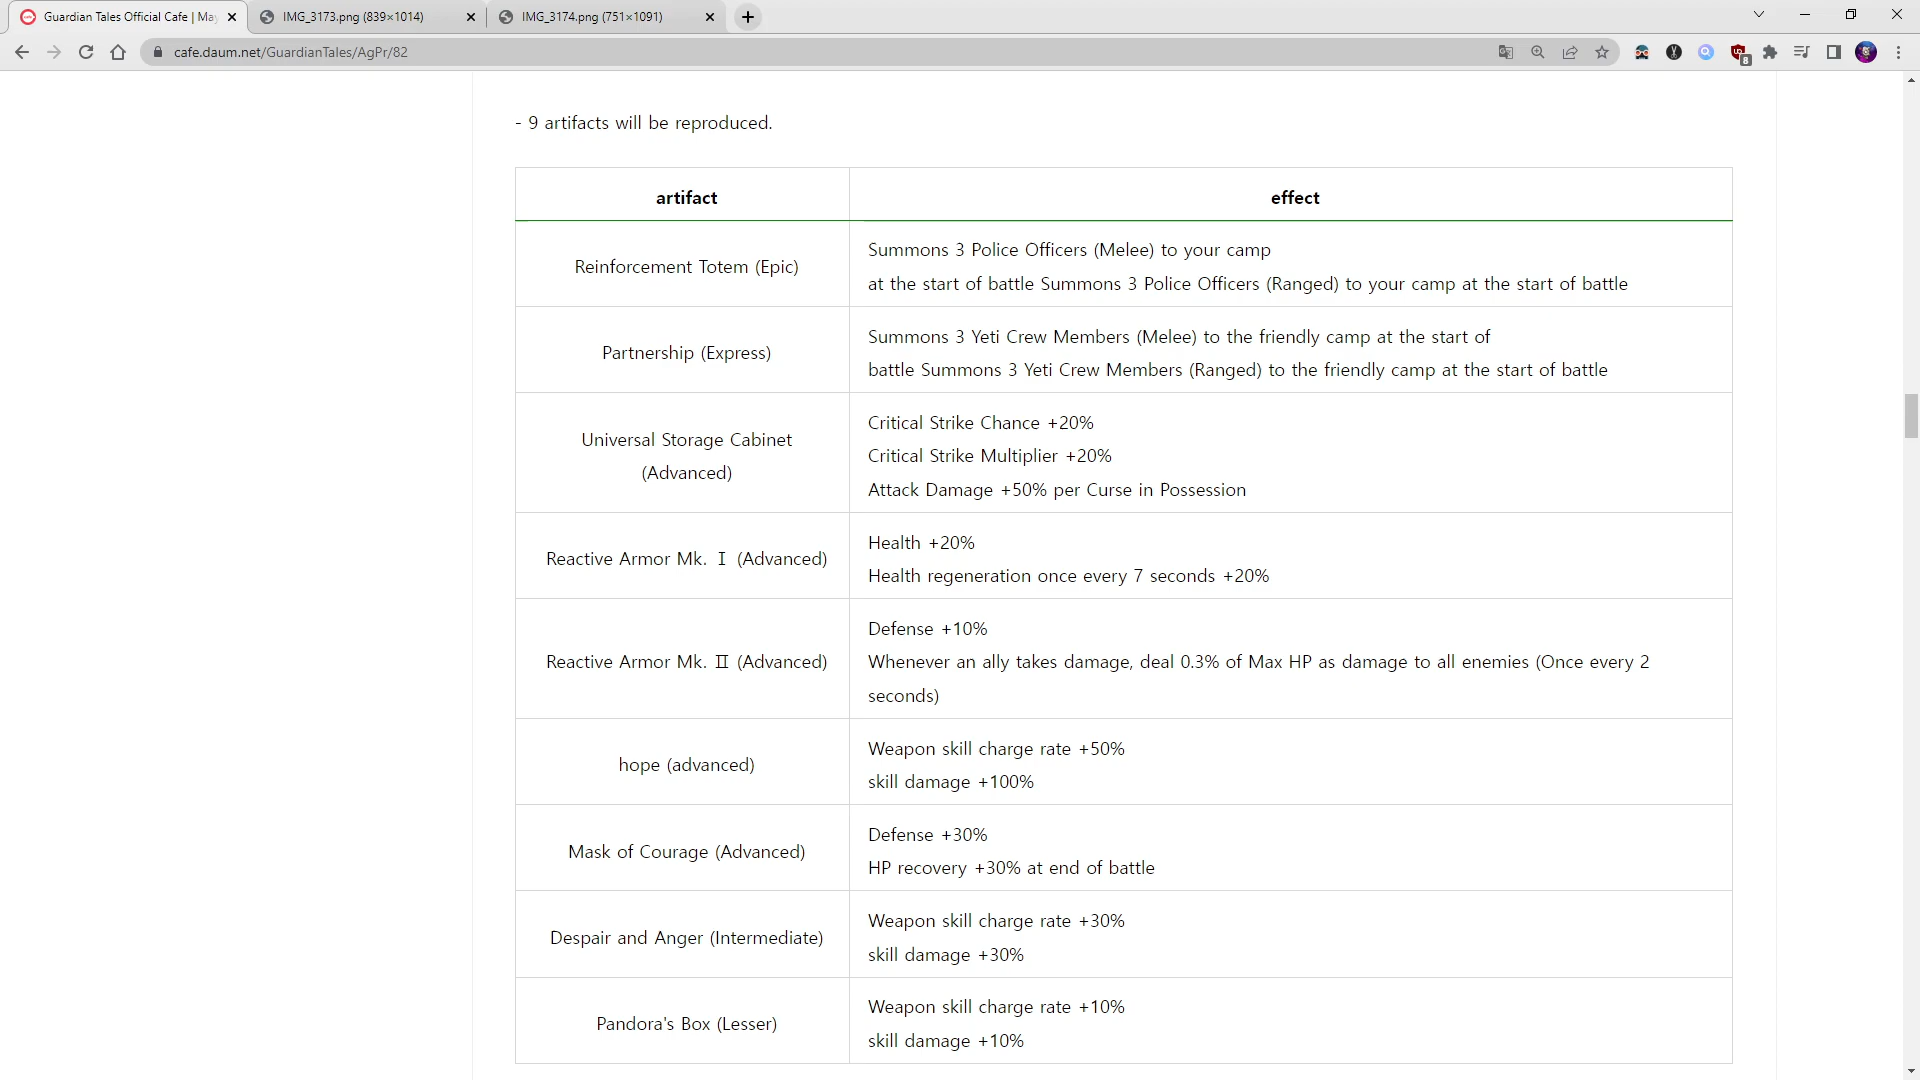 Guardian Tales Official Cafe | May
IMG_3173.png (839×1014)
IMG_3174.png (751×1091)
cafe.daum.net/GuardianTales/AgPr/82
8
- 9 artifacts will be reproduced.
artifact
effect
Reinforcement Totem (Epic)
Summons 3 Police Officers (Melee) to your camp
at the start of battle Summons 3 Police Officers (Ranged) to your camp at the start of battle
Partnership (Express)
Summons 3 Yeti Crew Members (Melee) to the friendly camp at the start of
battle Summons 3 Yeti Crew Members (Ranged) to the friendly camp at the start of battle
Universal Storage Cabinet
(Advanced)
Critical Strike Chance +20%
Critical Strike Multiplier +20%
Attack Damage +50% per Curse in Possession
Reactive Armor Mk. Ⅰ (Advanced)
Health +20%
Health regeneration once every 7 seconds +20%
Reactive Armor Mk. Ⅱ (Advanced)
Defense +10%
Whenever an ally takes damage, deal 0.3% of Max HP as damage to all enemies (Once every 2
seconds)
hope (advanced)
Weapon skill charge rate +50%
skill damage +100%
Mask of Courage (Advanced)
Defense +30%
HP recovery +30% at end of battle
Despair and Anger (Intermediate)
Weapon skill charge rate +30%
skill damage +30%
Pandora's Box (Lesser)
Weapon skill charge rate +10%
skill damage +10%